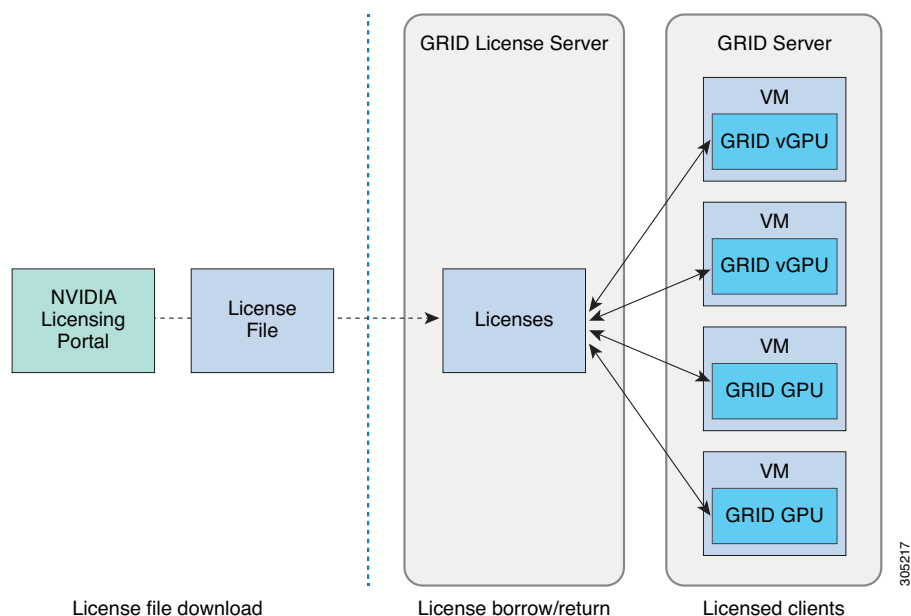 GRID License Server
GRID Server
VM
GRID vGPU
VM
GRID vGPU
NVIDIA
Licensing
Portal
License
File
Licenses
VM
GRID GPU
VM
GRID GPU
305217
License file download
License borrow/return
Licensed clients